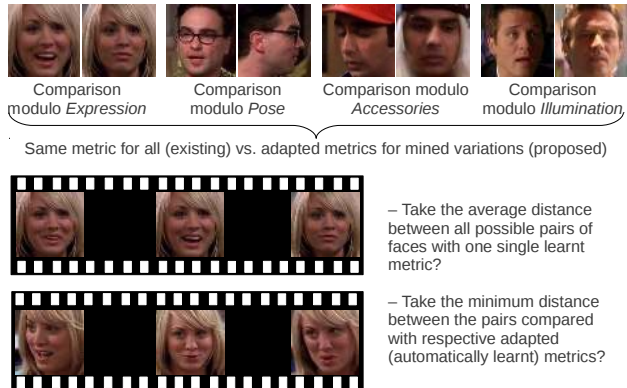 Comparison modulo Expression
Comparison modulo Pose
Comparison modulo Accessories
Comparison modulo Illumination
Same metric for all (existing) vs. adapted metrics for mined variations (proposed)
– Take the average distance
between all possible pairs of
faces with one single learnt
metric?
– Take the minimum distance
between the pairs compared
with respective adapted
(automatically learnt) metrics?